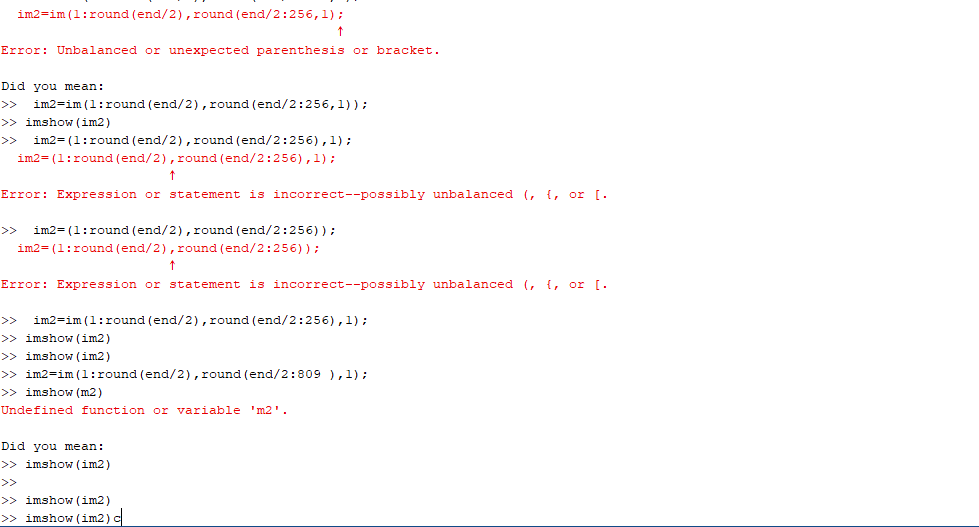 im2=im(1:round(end/2),round(end/2:256,1);
↑
Error: Unbalanced or unexpected parenthesis or bracket.
Did you mean:
>>  im2=im(1:round(end/2),round(end/2:256,1));
>> imshow(im2)
>>  im2=(1:round(end/2),round(end/2:256),1);
im2=(1:round(end/2),round(end/2:256),1);
↑
Error: Expression or statement is incorrect--possibly unbalanced (, {, or [.
>>  im2=(1:round(end/2),round(end/2:256));
im2=(1:round(end/2),round(end/2:256));
↑
Error: Expression or statement is incorrect--possibly unbalanced (, {, or [.
>>  im2=im(1:round(end/2),round(end/2:256),1);
>> imshow(im2)
>> imshow(im2)
>> im2=im(1:round(end/2),round(end/2:809 ),1);
>> imshow(m2)
Undefined function or variable 'm2'.
Did you mean:
>> imshow(im2)
>>
>> imshow(im2)
>> imshow(im2)c